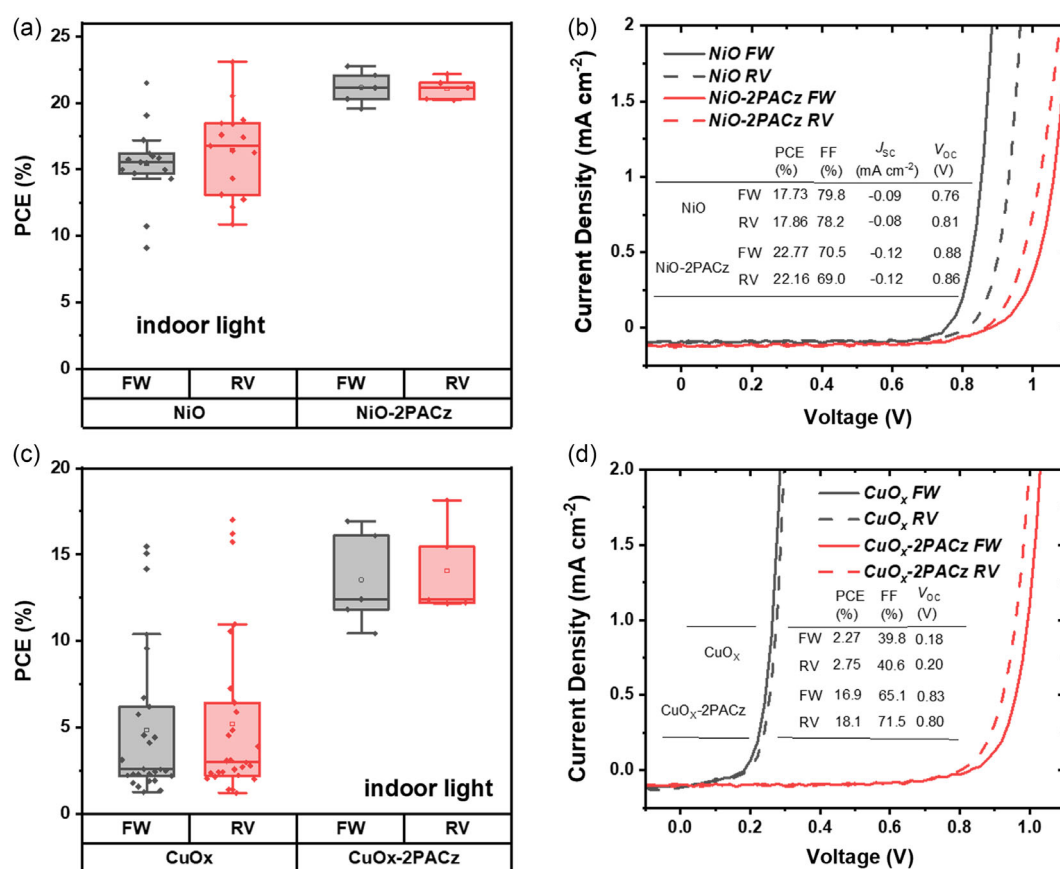 (a)
25
20
15
10
5
0
PCE (%)
indoor light
FW RV FW RV
NiO NiO-2PACz
(b)
2
1.5
1
0.5
0
Current Density (mA cm⁻²)
NiO FW
NiO RV
NiO-2PACz FW
NiO-2PACz RV
PCE FF JSC VOC
(%) (%) (mA cm⁻²) (V)
NiO
FW 17.73 79.8 -0.09 0.76
RV 17.86 78.2 -0.08 0.81
NiO-2PACz
FW 22.77 70.5 -0.12 0.88
RV 22.16 69.0 -0.12 0.86
0 0.2 0.4 0.6 0.8 1
Voltage (V)
(c)
20
15
10
5
0
PCE (%)
indoor light
FW RV FW RV
CuOx CuOx-2PACz
(d)
2.0
1.5
1.0
0.5
0.0
Current Density (mA cm⁻²)
CuOx FW
CuOx RV
CuOx-2PACz FW
CuOx-2PACz RV
PCE FF VOC
(%) (%) (V)
CuOX
FW 2.27 39.8 0.18
RV 2.75 40.6 0.20
CuOX-2PACz
FW 16.9 65.1 0.83
RV 18.1 71.5 0.80
0.0 0.2 0.4 0.6 0.8 1.0
Voltage (V)